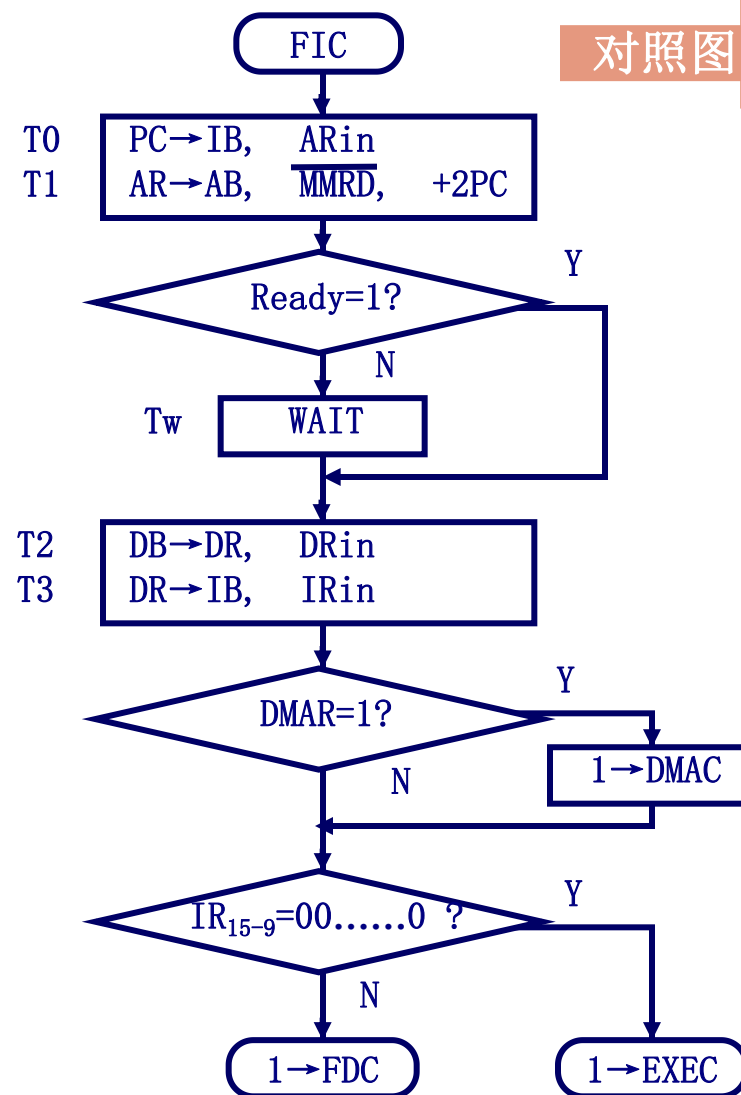 FIC
对照图
T0 PC→IB, ARin
T1 AR→AB, M̅M̅R̅D̅, +2PC
Ready=1?
Y
N
Tw WAIT
T2 DB→DR, DRin
T3 DR→IB, IRin
DMAR=1?
Y
1→DMAC
N
IR₁₅₋₉=00......0 ?
Y
N
1→FDC 1→EXEC